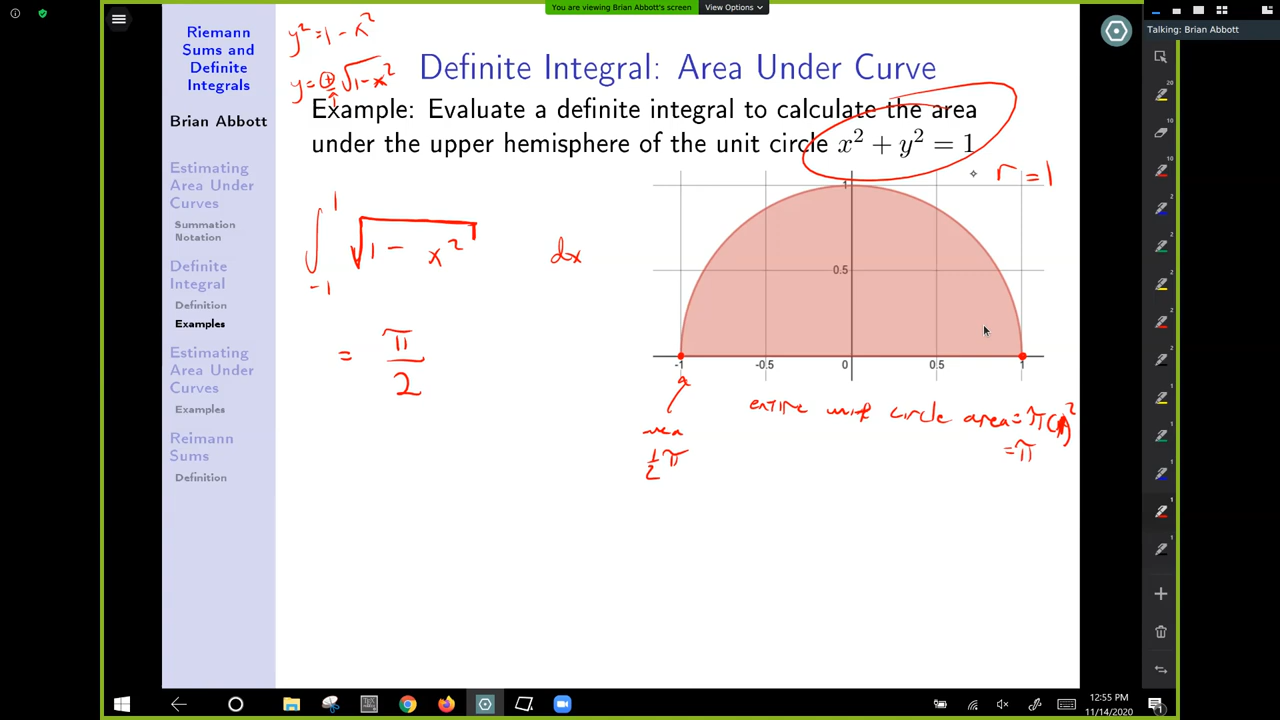 You are viewing Brian Abbott's screen
View Options
Talking: Brian Abbott
Riemann
Sums and
Definite
Integrals
Brian Abbott
Estimating
Area Under
Curves
Summation
Notation
Definite
Integral
Definition
Examples
Estimating
Area Under
Curves
Examples
Reimann
Sums
Definition
y² = 1 - x²
y = ± √1-x²
Definite Integral: Area Under Curve
Example: Evaluate a definite integral to calculate the area
under the upper hemisphere of the unit circle x² + y² = 1
r = 1
∫ -1 1 √1 - x² dx
= π/2
1
0.5
-1 -0.5 0 0.5 1
entire unit circle area = π(1)²
= π
area
½π
12:55 PM
11/14/2020